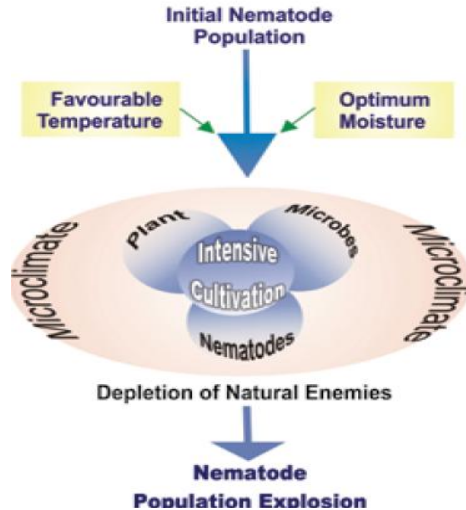 Initial Nematode
Population
Favourable
Temperature
Optimum
Moisture
Microclimate
Plant
Microbes
Microclimate
Intensive
Cultivation
Nematodes
Depletion of Natural Enemies
Nematode
Population Explosion